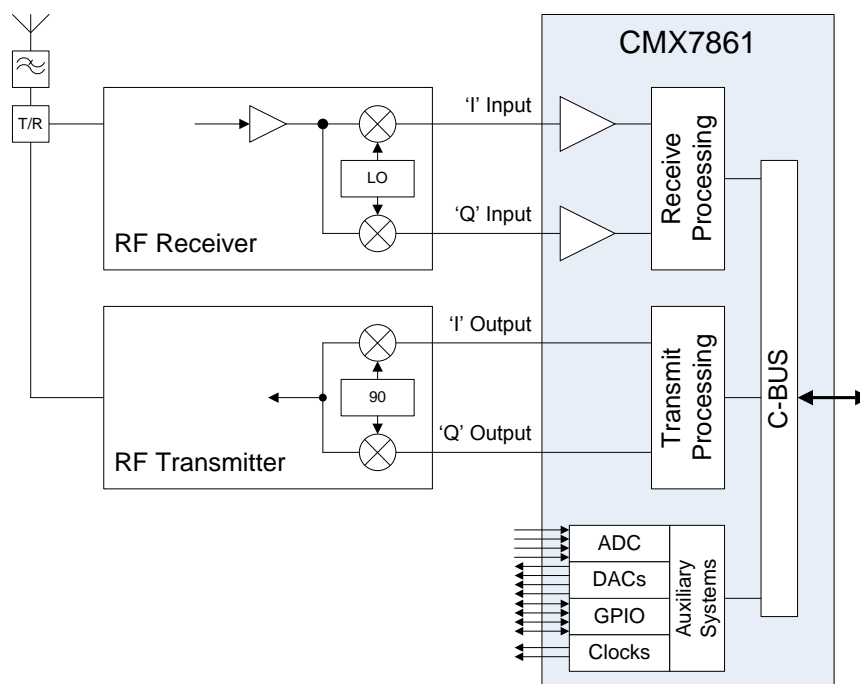 CMX7861
T/R
LO
RF Receiver
'I' Input
'Q' Input
Receive
Processing
90
RF Transmitter
'I' Output
'Q' Output
Transmit
Processing
C-BUS
ADC
DACs
GPIO
Clocks
Auxiliary
Systems